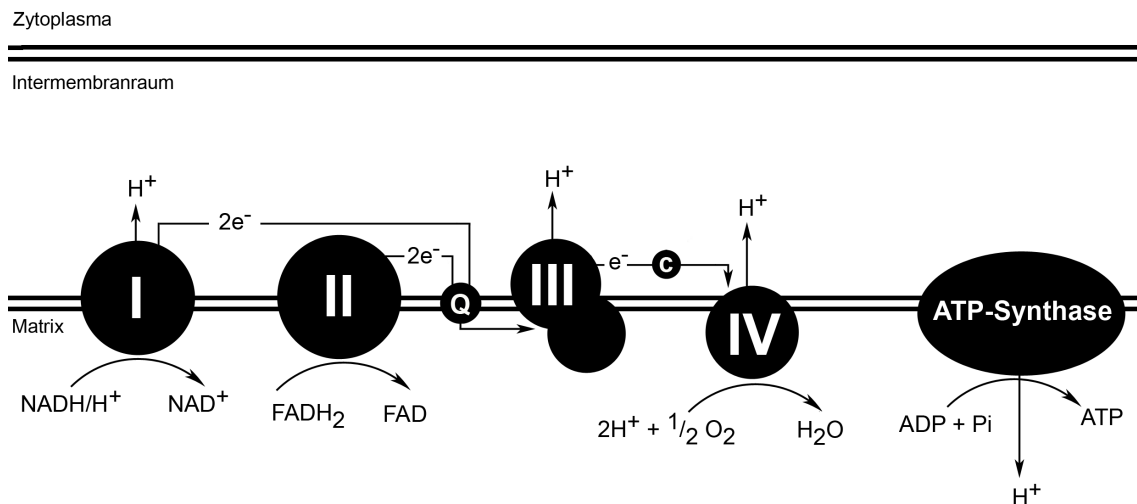 Zytoplasma
Intermembranraum
H⁺
H⁺
H⁺
2e⁻
2e⁻
e⁻
c
I
II
Q
III
IV
ATP-Synthase
Matrix
NADH/H⁺
NAD⁺
FADH₂
FAD
2H⁺ + ¹/₂ O₂
H₂O
ADP + Pi
ATP
H⁺